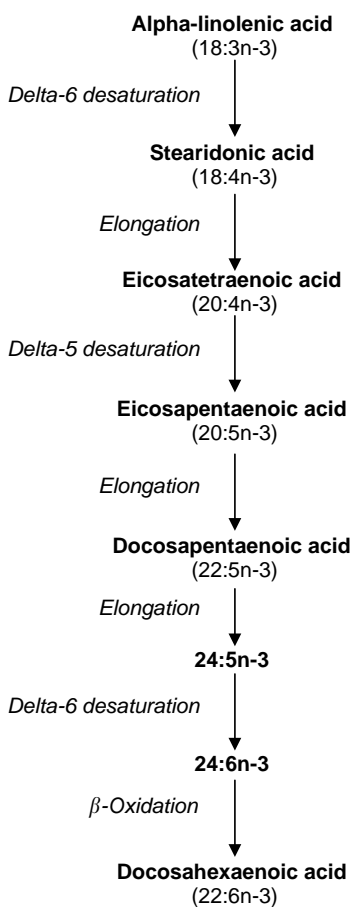 Alpha-linolenic acid
(18:3n-3)
Delta-6 desaturation
Stearidonic acid
(18:4n-3)
Elongation
Eicosatetraenoic acid
(20:4n-3)
Delta-5 desaturation
Eicosapentaenoic acid
(20:5n-3)
Elongation
Docosapentaenoic acid
(22:5n-3)
Elongation
24:5n-3
Delta-6 desaturation
24:6n-3
β-Oxidation
Docosahexaenoic acid
(22:6n-3)